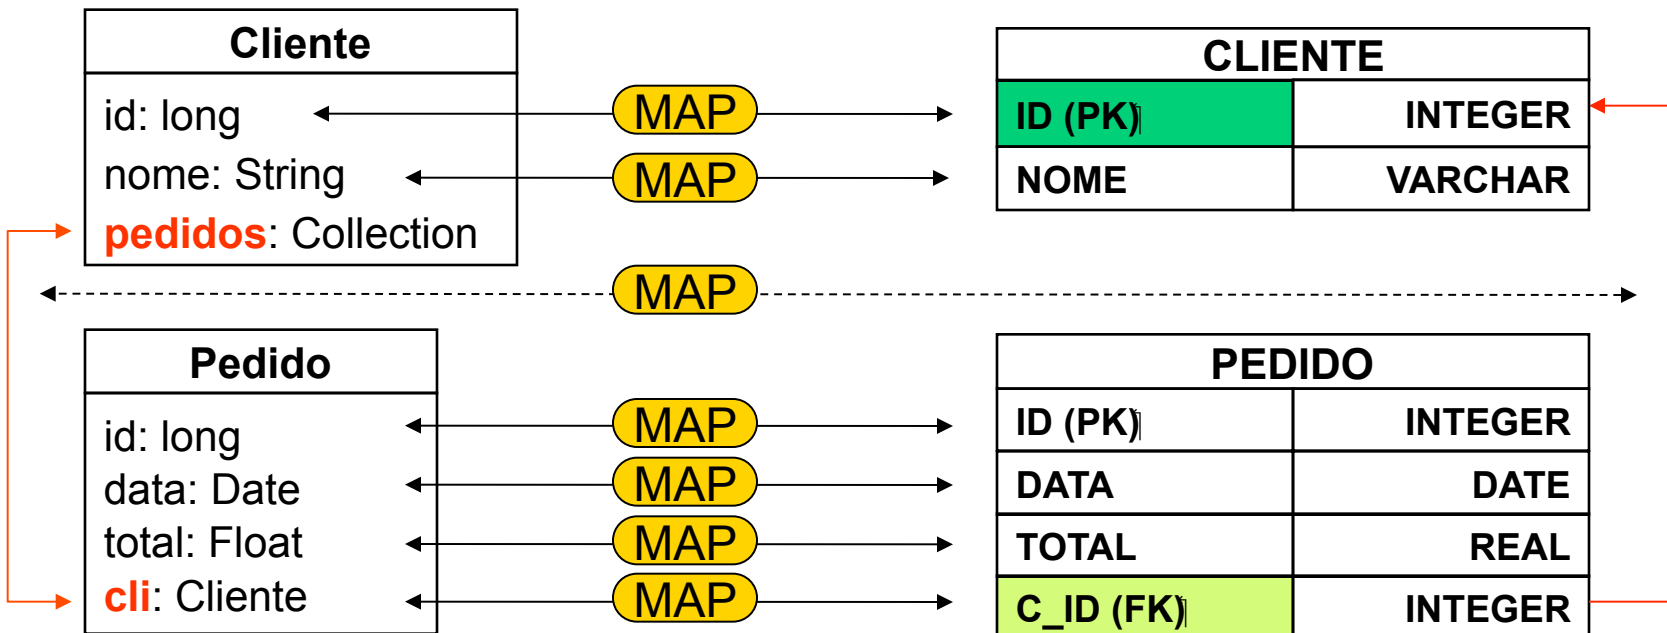 Cliente
CLIENTE
id: long MAP ID (PK) INTEGER
nome: String MAP NOME VARCHAR
pedidos: Collection
MAP
Pedido
PEDIDO
id: long MAP ID (PK) INTEGER
data: Date MAP DATA DATE
total: Float MAP TOTAL REAL
cli: Cliente MAP C_ID (FK) INTEGER